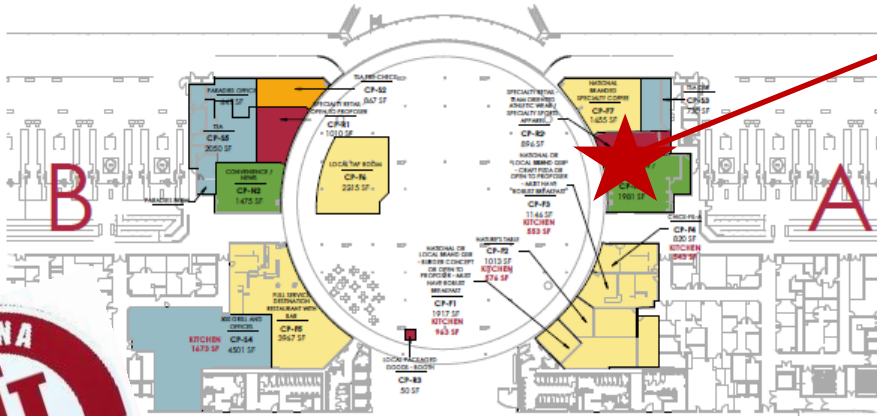 PARADIES OFFICE
TSA
CP-S5
2050 SF
TSA PRE-CHECK
CP-S2
867 SF
SPECIALTY RETAIL
OPEN TO PROPOSER
CP-R1
1010 SF
CONVENIENCE /
NEWS
CP-N2
1475 SF
LOCAL TAP ROOM
CP-F6
2315 SF
SPECIALTY RETAIL -
TEAM ORIENTED
ATHLETIC WEAR /
SPECIALTY SPORTS
APPAREL
CP-R2
896 SF
NATIONAL
BRANDED
SPECIALTY COFFEE
CP-F7
1455 SF
CP-S3
1981 SF
NATIONAL OR
"LOCAL BRAND QSR"
- CRAFT PIZZA OR
OPEN TO PROPOSER
- MUST HAVE
"ROBUST BREAKFAST"
CP-F3
1146 SF
KITCHEN
553 SF
CHICK-FIL-A
CP-F4
820 SF
KITCHEN
NATURE'S TABLE
CP-F2
1013 SF
KITCHEN
576 SF
NATIONAL OR
LOCAL BRAND QSR
- BURGER CONCEPT
OR OPEN TO
PROPOSER - MUST
HAVE ROBUST
BREAKFAST
CP-F1
1917 SF
KITCHEN
963 SF
FULL SERVICE
DESTINATION
RESTAURANT WITH
BAR
CP-F5
3967 SF
GRILL AND
OFFICES
CP-S4
4501 SF
KITCHEN
1673 SF
LOCAL PACKAGED
GOODS - BOOTH
CP-R3
50 SF
B
A
NA
T